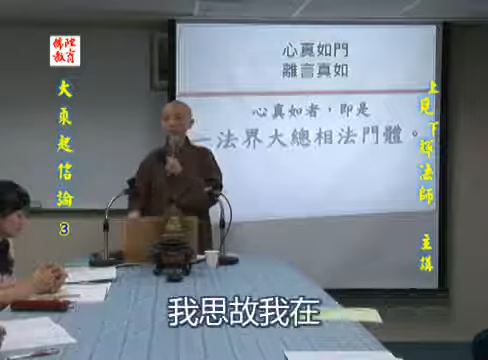 佛陀
教育
大乘起信論 3
心真如門
離言真如
心真如者，即是
一法界大總相法門體。
上見下輝法師 主講
我思故我在